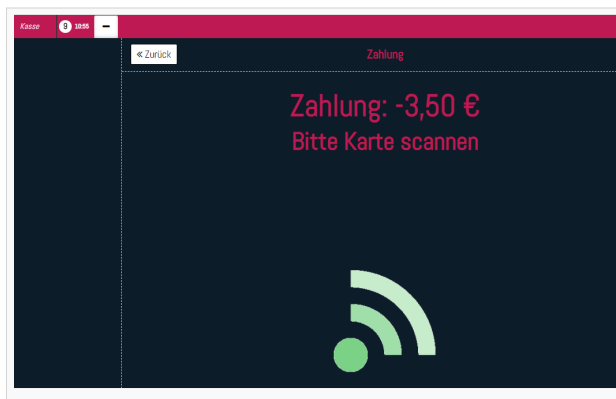 Kasse 9 10:55
« Zurück Zahlung
Zahlung: -3,50 €
Bitte Karte scannen